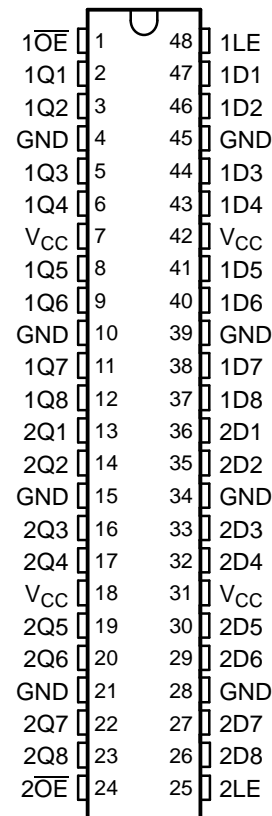 1O̅E̅ 1 48 1LE
1Q1 2 47 1D1
1Q2 3 46 1D2
GND 4 45 GND
1Q3 5 44 1D3
1Q4 6 43 1D4
VCC 7 42 VCC
1Q5 8 41 1D5
1Q6 9 40 1D6
GND 10 39 GND
1Q7 11 38 1D7
1Q8 12 37 1D8
2Q1 13 36 2D1
2Q2 14 35 2D2
GND 15 34 GND
2Q3 16 33 2D3
2Q4 17 32 2D4
VCC 18 31 VCC
2Q5 19 30 2D5
2Q6 20 29 2D6
GND 21 28 GND
2Q7 22 27 2D7
2Q8 23 26 2D8
2O̅E̅ 24 25 2LE